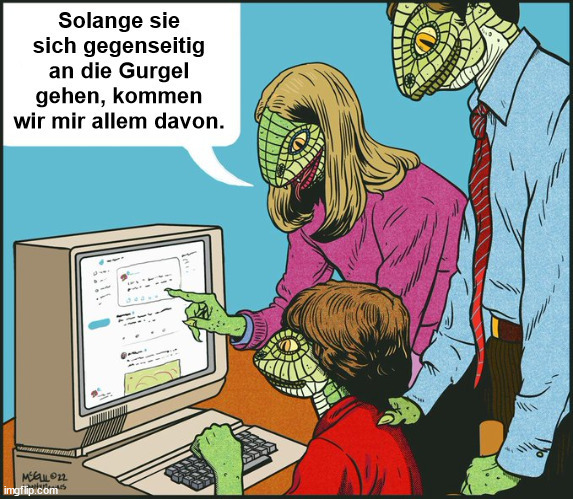 Solange sie
sich gegenseitig
an die Gurgel
gehen, kommen
wir mir allem davon.
imgflip.com